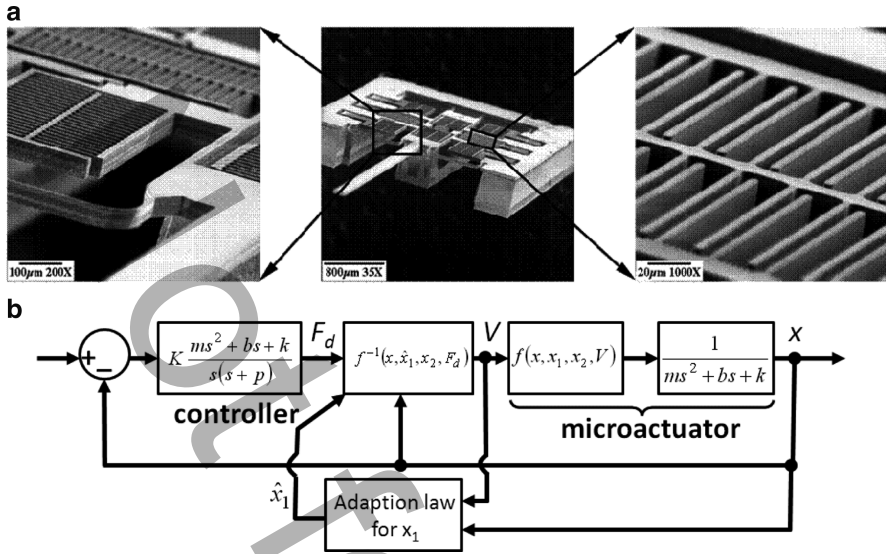 a
100μm 200X
800μm 35X
20μm 1000X
b
+
−
K (ms² + bs + k) / (s(s + p))
F_d
f⁻¹(x, x̂₁, x₂, F_d)
V
f(x, x₁, x₂, V)
1 / (ms² + bs + k)
x
controller
microactuator
x̂₁
Adaption law
for x₁